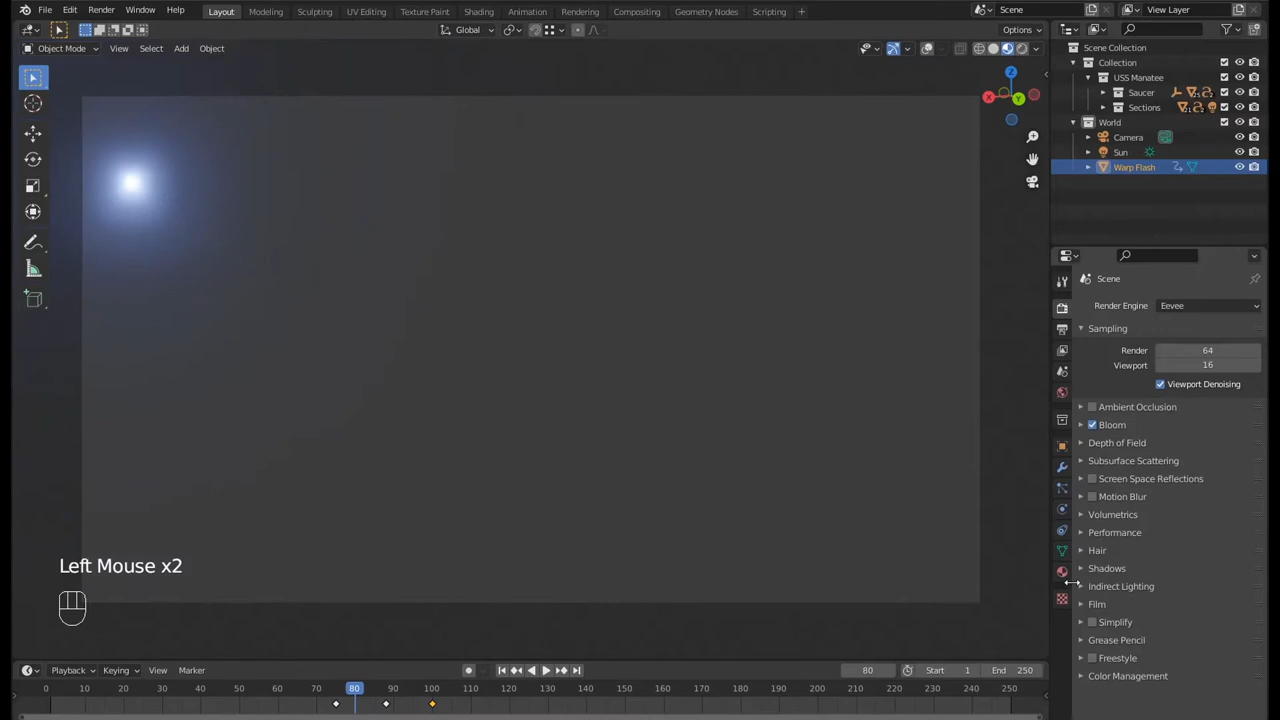 File Edit Render Window Help Layout Modeling Sculpting UV Editing Texture Paint Shading Animation Rendering Compositing Geometry Nodes Scripting + Scene View Layer
Global Options
Object Mode View Select Add Object
Scene Collection
Collection
USS Manatee
Saucer
Sections
World
Camera
Sun
Warp Flash
Z
X
Y
Scene
Render Engine Eevee
Sampling
Render 64
Viewport 16
Viewport Denoising
Ambient Occlusion
Bloom
Depth of Field
Subsurface Scattering
Screen Space Reflections
Motion Blur
Volumetrics
Performance
Hair
Shadows
Indirect Lighting
Film
Simplify
Grease Pencil
Freestyle
Color Management
Left Mouse x2
Playback Keying View Marker 80 Start 1 End 250
0 10 20 30 40 50 60 70 80 90 100 110 120 130 140 150 160 170 180 190 200 210 220 230 240 250